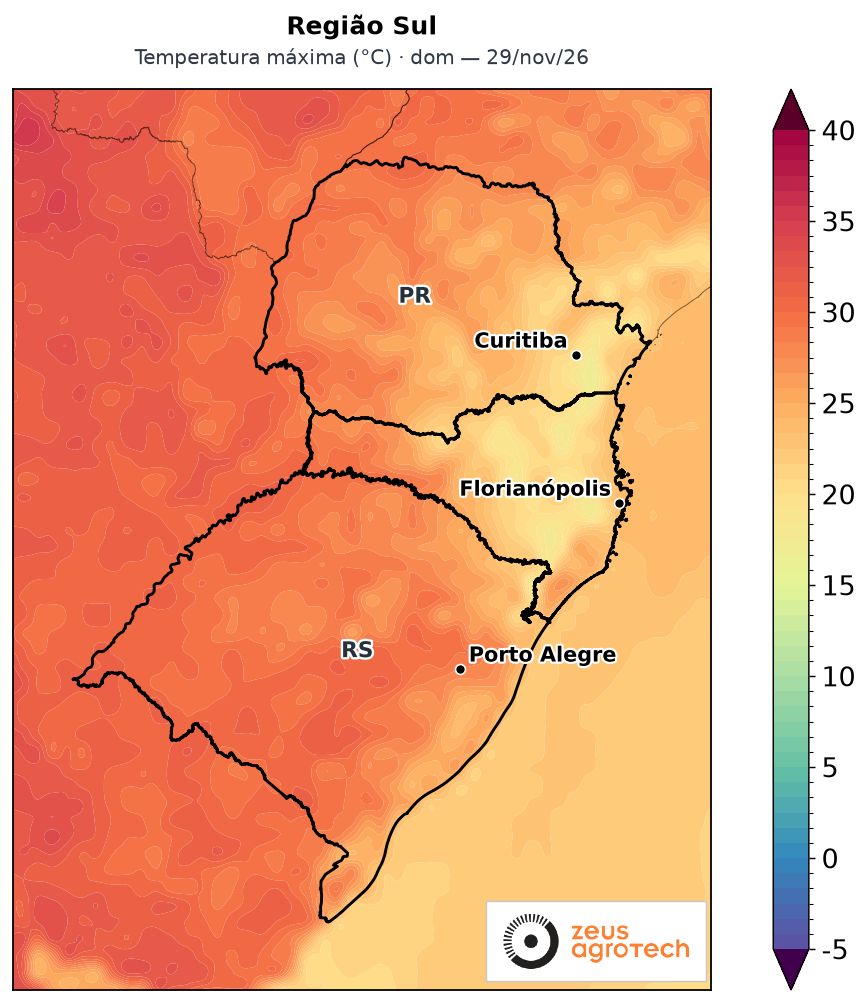 Região Sul
Temperatura máxima (°C) · dom — 29/nov/26
PR
Curitiba
Florianópolis
RS
Porto Alegre
40
35
30
25
20
15
10
5
0
-5
zeus
agrotech